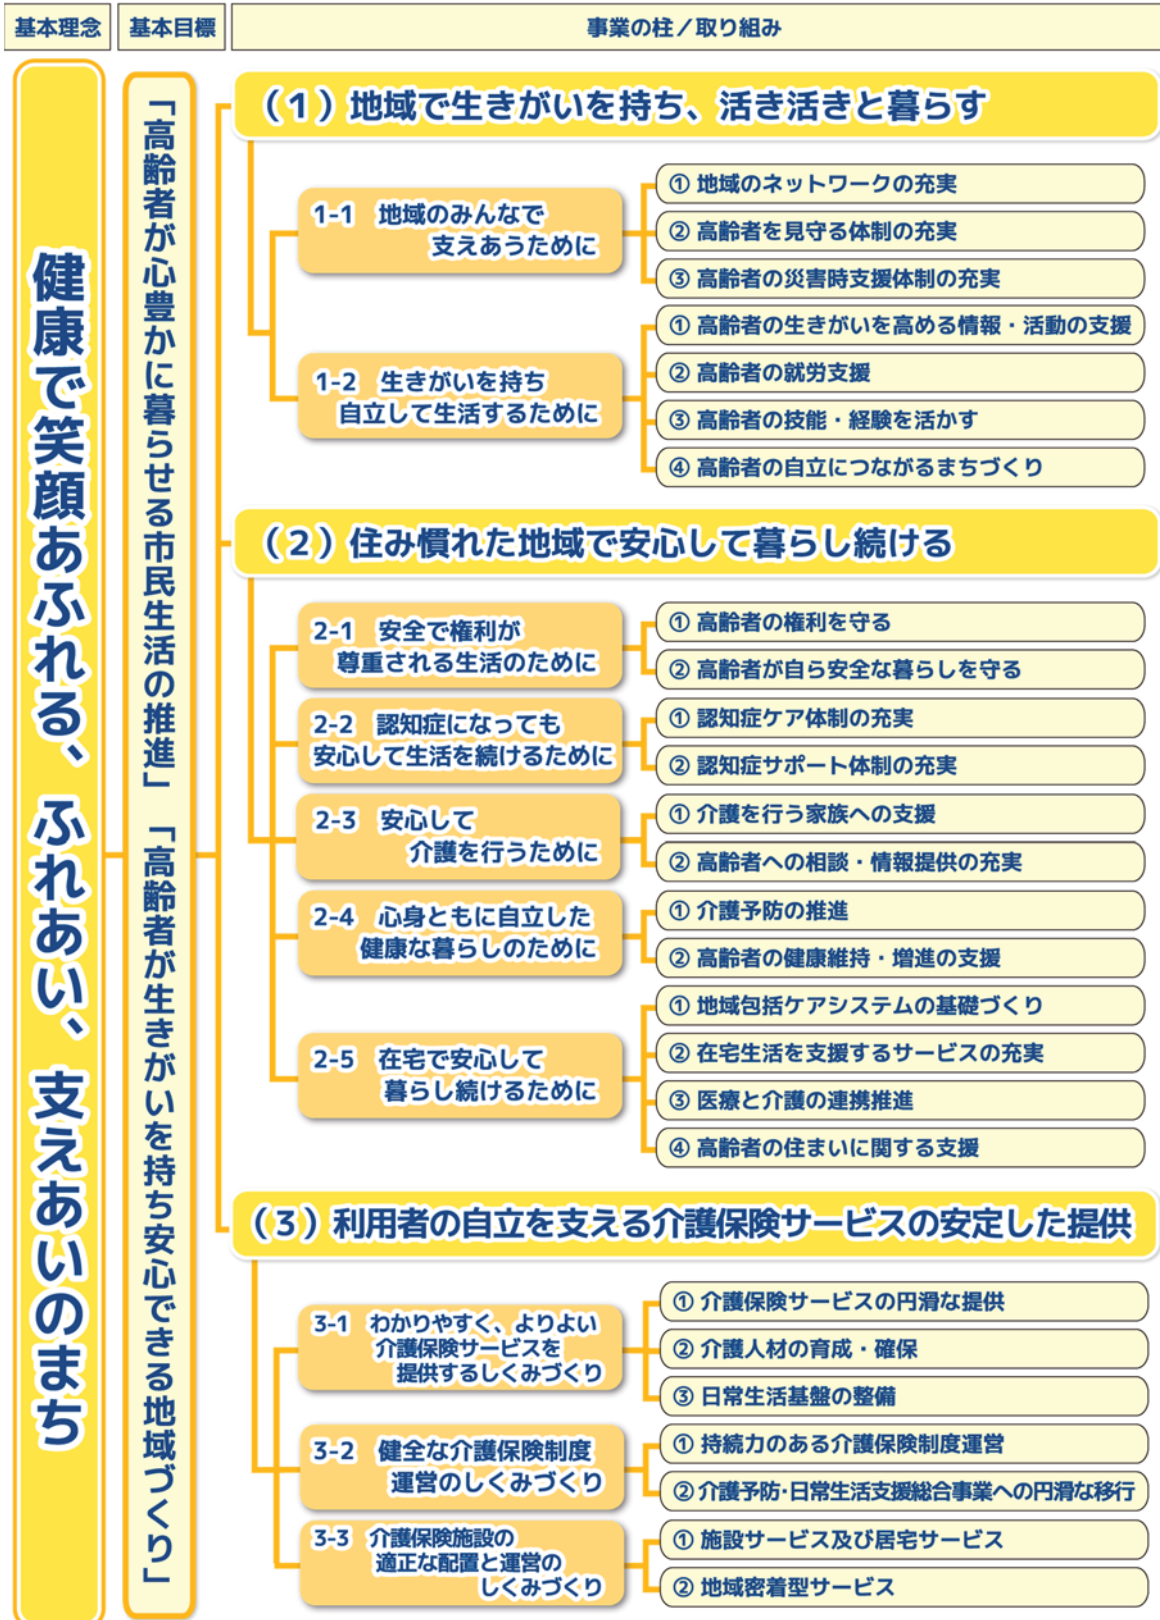 基本理念
基本目標
事業の柱／取り組み
健康で笑顔あふれる、ふれあい、支えあいのまち
「高齢者が心豊かに暮らせる市民生活の推進」「高齢者が生きがいを持ち安心できる地域づくり」
（１）地域で生きがいを持ち、活き活きと暮らす
1-1　地域のみんなで
支えあうために
① 地域のネットワークの充実
② 高齢者を見守る体制の充実
③ 高齢者の災害時支援体制の充実
1-2　生きがいを持ち
自立して生活するために
① 高齢者の生きがいを高める情報・活動の支援
② 高齢者の就労支援
③ 高齢者の技能・経験を活かす
④ 高齢者の自立につながるまちづくり
（２）住み慣れた地域で安心して暮らし続ける
2-1　安全で権利が
尊重される生活のために
① 高齢者の権利を守る
② 高齢者が自ら安全な暮らしを守る
2-2　認知症になっても
安心して生活を続けるために
① 認知症ケア体制の充実
② 認知症サポート体制の充実
2-3　安心して
介護を行うために
① 介護を行う家族への支援
② 高齢者への相談・情報提供の充実
2-4　心身ともに自立した
健康な暮らしのために
① 介護予防の推進
② 高齢者の健康維持・増進の支援
2-5　在宅で安心して
暮らし続けるために
① 地域包括ケアシステムの基礎づくり
② 在宅生活を支援するサービスの充実
③ 医療と介護の連携推進
④ 高齢者の住まいに関する支援
（３）利用者の自立を支える介護保険サービスの安定した提供
3-1　わかりやすく、よりよい
介護保険サービスを
提供するしくみづくり
① 介護保険サービスの円滑な提供
② 介護人材の育成・確保
③ 日常生活基盤の整備
3-2　健全な介護保険制度
運営のしくみづくり
① 持続力のある介護保険制度運営
② 介護予防・日常生活支援総合事業への円滑な移行
3-3　介護保険施設の
適正な配置と運営の
しくみづくり
① 施設サービス及び居宅サービス
② 地域密着型サービス